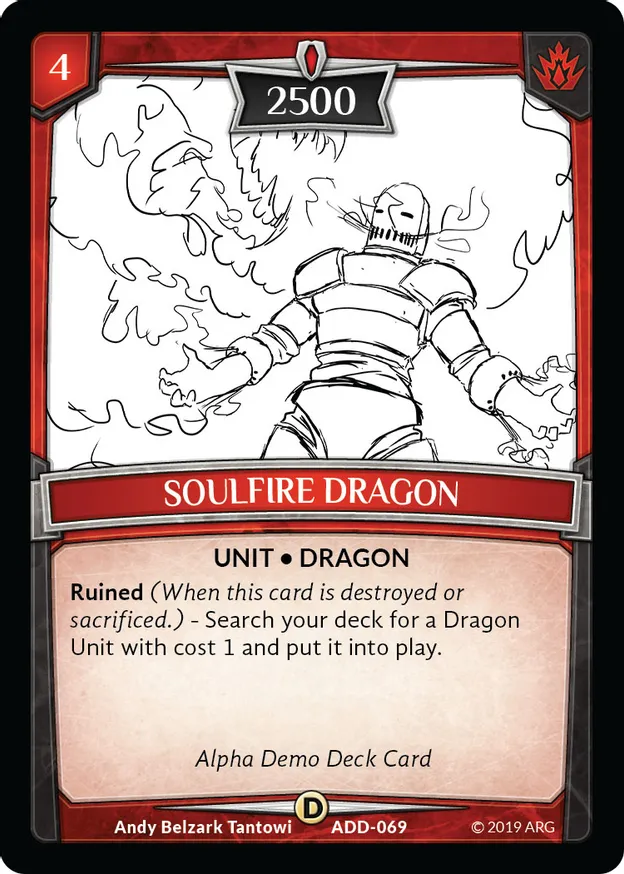 4
2500
SOULFIRE DRAGON
UNIT • DRAGON
Ruined (When this card is destroyed or
sacrificed.) - Search your deck for a Dragon
Unit with cost 1 and put it into play.
Alpha Demo Deck Card
D
Andy Belzark Tantowi ADD-069 © 2019 ARG